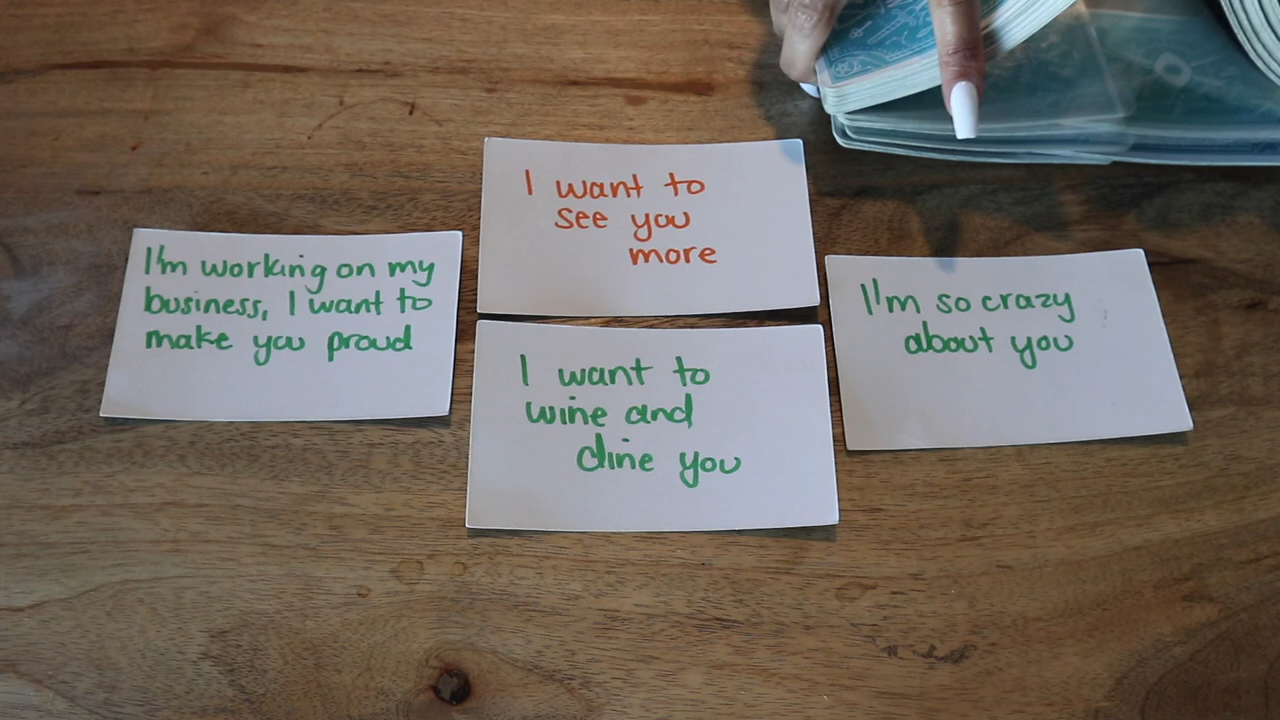 I'm working on my
business, I want to
make you proud
I want to
see you
more
I want to
wine and
dine you
I'm so crazy
about you